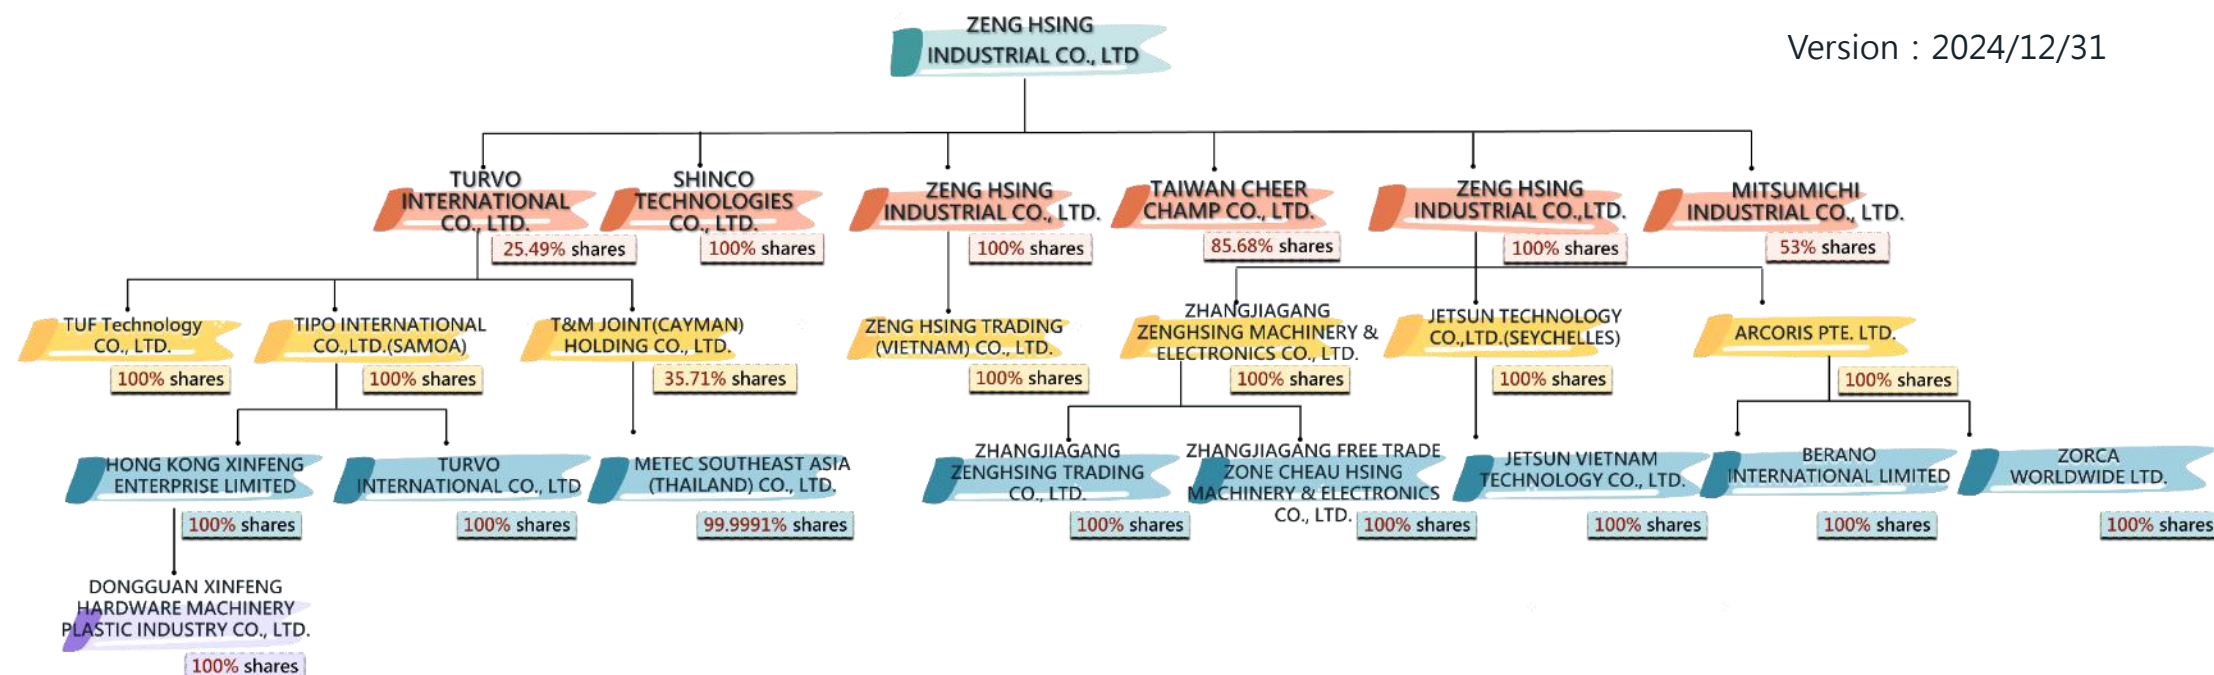 ZENG HSING
INDUSTRIAL CO., LTD
Version : 2024/12/31
TURVO
INTERNATIONAL
CO., LTD.
25.49% shares
SHINCO
TECHNOLOGIES
CO., LTD.
100% shares
ZENG HSING
INDUSTRIAL CO., LTD.
100% shares
TAIWAN CHEER
CHAMP CO., LTD.
85.68% shares
ZENG HSING
INDUSTRIAL CO.,LTD.
100% shares
MITSUMICHI
INDUSTRIAL CO., LTD.
53% shares
TUF Technology
CO., LTD.
100% shares
TIPO INTERNATIONAL
CO.,LTD.(SAMOA)
100% shares
T&M JOINT(CAYMAN)
HOLDING CO., LTD.
35.71% shares
ZENG HSING TRADING
(VIETNAM) CO., LTD.
100% shares
ZHANGJIAGANG
ZENGHSING MACHINERY &
ELECTRONICS CO., LTD.
100% shares
JETSUN TECHNOLOGY
CO.,LTD.(SEYCHELLES)
100% shares
ARCORIS PTE. LTD.
100% shares
HONG KONG XINFENG
ENTERPRISE LIMITED
100% shares
TURVO
INTERNATIONAL CO., LTD
100% shares
METEC SOUTHEAST ASIA
(THAILAND) CO., LTD.
99.9991% shares
ZHANGJIAGANG
ZENGHSING TRADING
CO., LTD.
100% shares
ZHANGJIAGANG FREE TRADE
ZONE CHEAU HSING
MACHINERY & ELECTRONICS
CO., LTD.
100% shares
JETSUN VIETNAM
TECHNOLOGY CO., LTD.
100% shares
BERANO
INTERNATIONAL LIMITED
100% shares
ZORCA
WORLDWIDE LTD.
100% shares
DONGGUAN XINFENG
HARDWARE MACHINERY
PLASTIC INDUSTRY CO., LTD.
100% shares